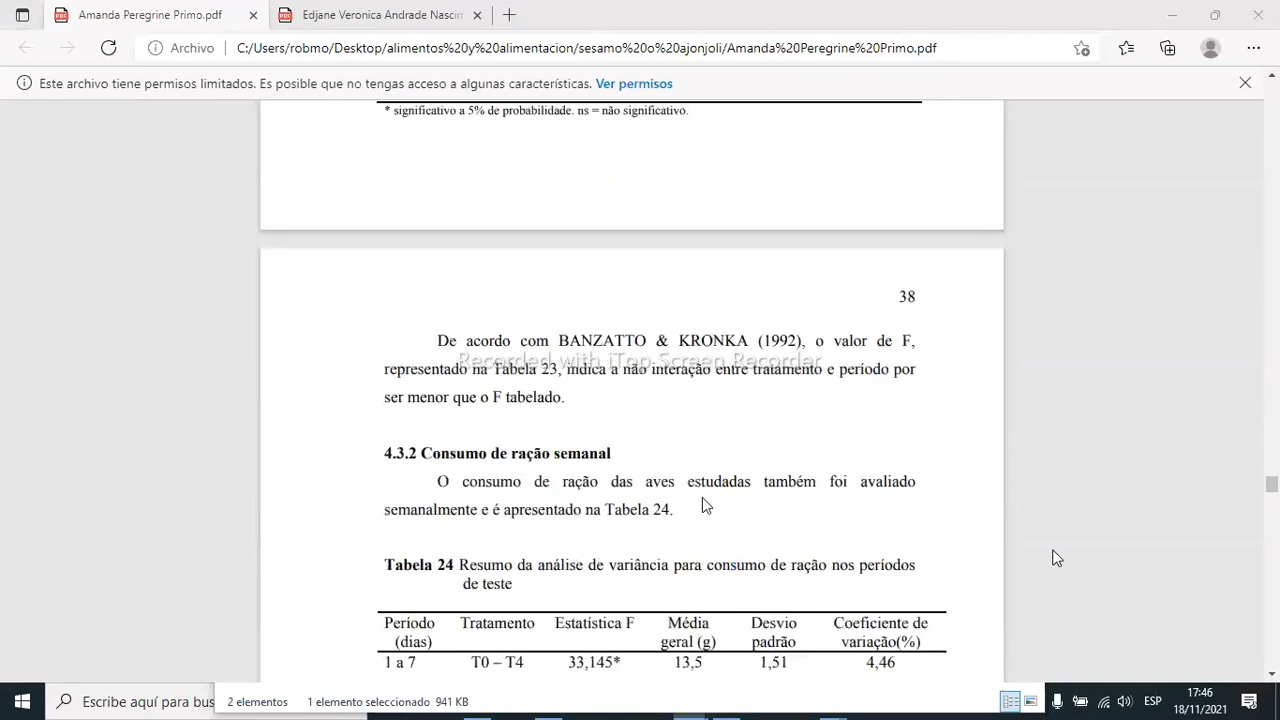 Amanda Peregrine Primo.pdf
Edjane Veronica Andrade Nascim
Archivo
C:/Users/robmo/Desktop/alimentos%20y%20alimentacion/sesamo%20o%20ajonjoli/Amanda%20Peregrine%20Primo.pdf
Este archivo tiene permisos limitados. Es posible que no tengas acceso a algunas características. Ver permisos
* significativo a 5% de probabilidade. ns = não significativo.
38
De acordo com BANZATTO & KRONKA (1992), o valor de F,
Recorded with iTop Screen Recorder
representado na Tabela 23, indica a não interação entre tratamento e período por
ser menor que o F tabelado.
4.3.2 Consumo de ração semanal
O consumo de ração das aves estudadas também foi avaliado
semanalmente e é apresentado na Tabela 24.
Tabela 24 Resumo da análise de variância para consumo de ração nos períodos
de teste
Período Tratamento Estatística F Média Desvio Coeficiente de
(dias) geral (g) padrão variação(%)
1 a 7 T0 – T4 33,145* 13,5 1,51 4,46
Escribe aquí para bus
2 elementos 1 elemento seleccionado 941 KB
ESP
17:46
18/11/2021